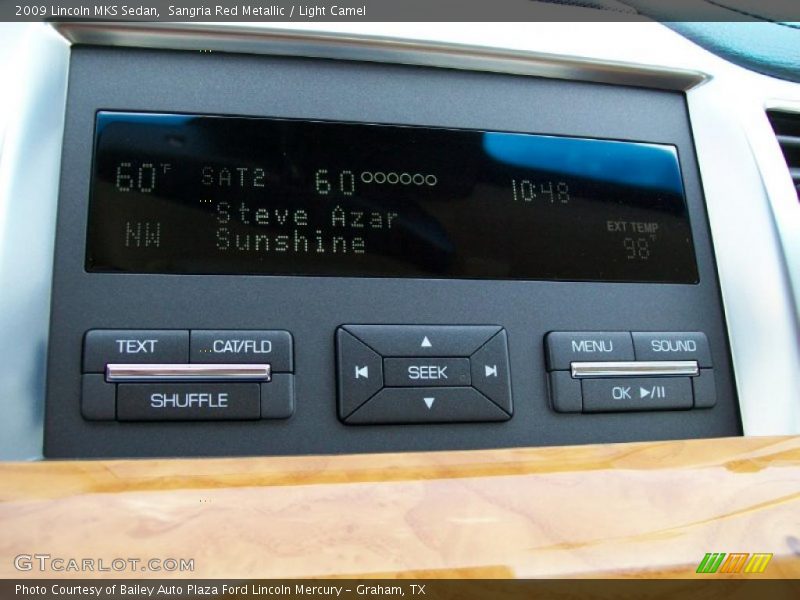 2009 Lincoln MKS Sedan, Sangria Red Metallic / Light Camel
60°F SAT2 60 10:48
Steve Azar
NW Sunshine EXT TEMP
98°F
TEXT CAT/FLD MENU SOUND
SEEK
SHUFFLE OK ▶/II
GTCARLOT.COM
Photo Courtesy of Bailey Auto Plaza Ford Lincoln Mercury – Graham, TX